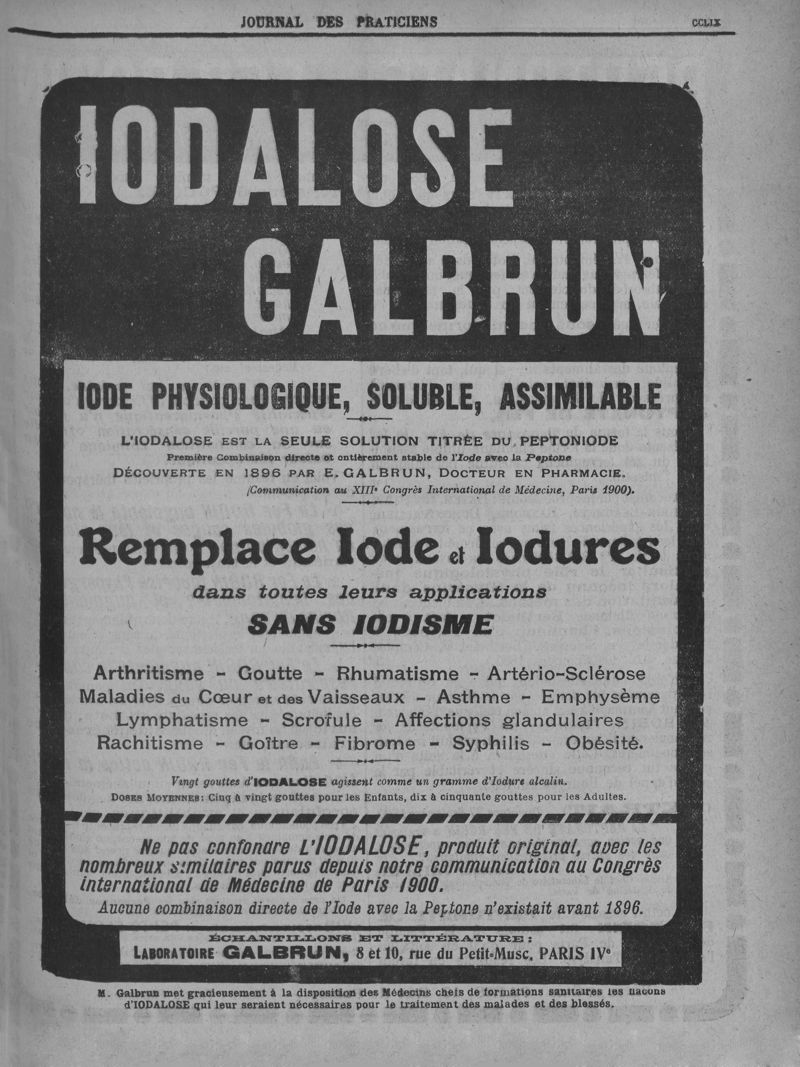 JOURNAL DES PRATICIENS
CCLIX
IODALOSE
GALBRUN
IODE PHYSIOLOGIQUE, SOLUBLE, ASSIMILABLE
L'IODALOSE EST LA SEULE SOLUTION TITRÉE DU PEPTONIODE
Première Combinaison directe et entièrement stable de l'Iode avec la Peptone
DÉCOUVERTE EN 1896 PAR E. GALBRUN, DOCTEUR EN PHARMACIE.
(Communication au XIIIe Congrès International de Médecine, Paris 1900).
Remplace Iode et Iodures
dans toutes leurs applications
SANS IODISME
Arthritisme - Goutte - Rhumatisme - Artério-Sclérose
Maladies du Cœur et des Vaisseaux - Asthme - Emphysème
Lymphatisme - Scrofule - Affections glandulaires
Rachitisme - Goître - Fibrome - Syphilis - Obésité.
Vingt gouttes d'IODALOSE agissent comme un gramme d'Iodure alcalin.
DOSES MOYENNES: Cinq à vingt gouttes pour les Enfants, dix à cinquante gouttes pour les Adultes.
Ne pas confondre L'IODALOSE, produit original, avec les
nombreux similaires parus depuis notre communication au Congrès
international de Médecine de Paris 1900.
Aucune combinaison directe de l'Iode avec la Peptone n'existait avant 1896.
ÉCHANTILLONS ET LITTÉRATURE:
LABORATOIRE GALBRUN, 8 et 10, rue du Petit-Musc, PARIS IVe
M. Galbrun met gracieusement à la disposition des Médecins chefs de formations sanitaires les flacons
d'IODALOSE qui leur seraient nécessaires pour le traitement des malades et des blessés.